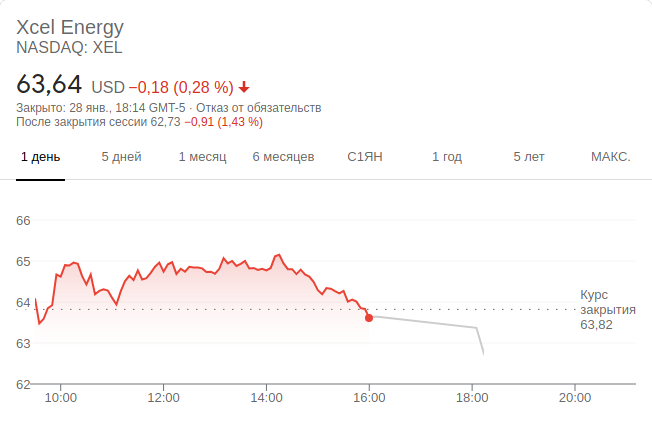 Xcel Energy
NASDAQ: XEL
63,64 USD −0,18 (0,28 %)
Закрыто: 28 янв., 18:14 GMT-5 · Отказ от обязательств
После закрытия сессии 62,73 −0,91 (1,43 %)
1 день 5 дней 1 месяц 6 месяцев С1ЯН 1 год 5 лет МАКС.
66
65
64
63
62
Курс
закрытия
63,82
10:00 12:00 14:00 16:00 18:00 20:00